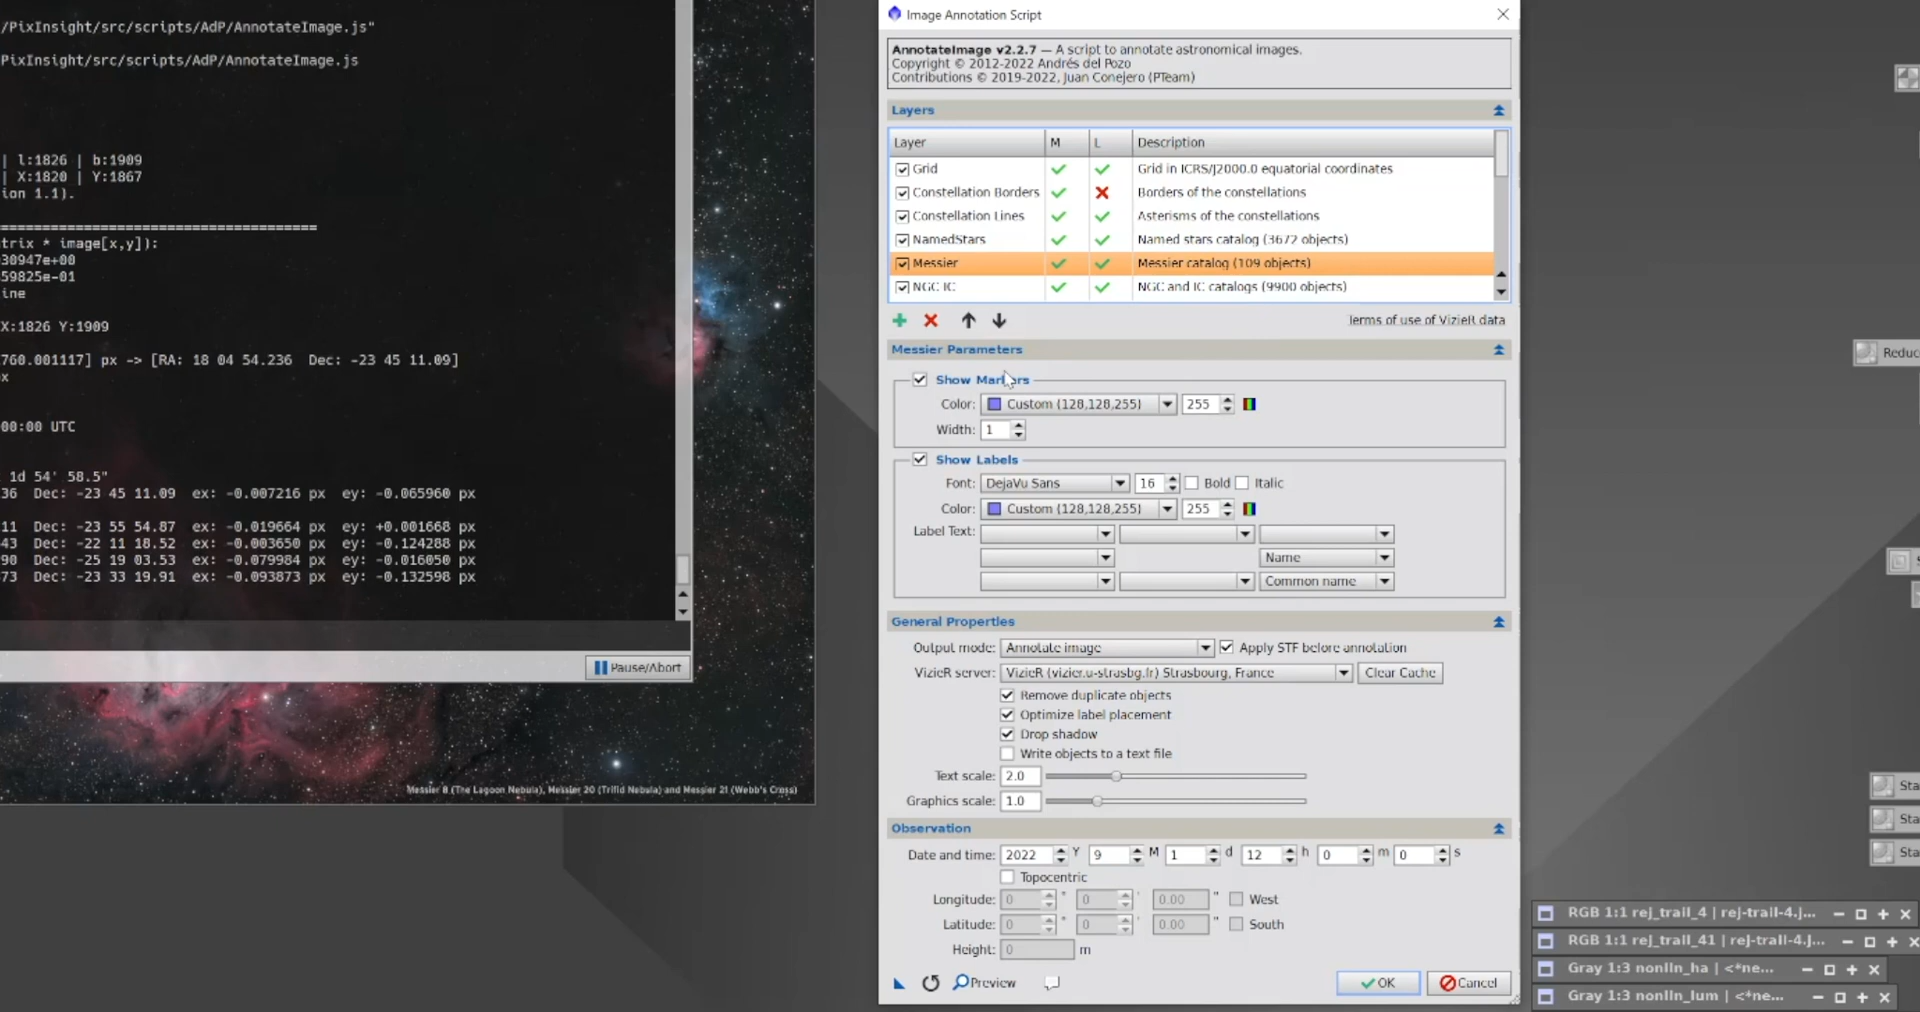 /PixInsight/src/scripts/AdP/AnnotateImage.js"
/PixInsight/src/scripts/AdP/AnnotateImage.js
| l:1826 | b:1909
| X:1820 | Y:1867
ion 1.1).
=====================================
trix * image[x,y]):
30947e+00
59825e-01
ine
X:1826 Y:1909
760.001117] px -> [RA: 18 04 54.236 Dec: -23 45 11.09]
x
00:00 UTC
1d 54' 58.5"
36 Dec: -23 45 11.09 ex: -0.007216 px ey: -0.065960 px
11 Dec: -23 55 54.87 ex: -0.019664 px ey: +0.001668 px
43 Dec: -22 11 18.52 ex: -0.003650 px ey: -0.124288 px
90 Dec: -25 19 03.53 ex: -0.079984 px ey: -0.016050 px
73 Dec: -23 33 19.91 ex: -0.093873 px ey: -0.132598 px
Pause/Abort
Messier 8 (The Lagoon Nebula), Messier 20 (Trifid Nebula) and Messier 21 (Webb's Cross)
Image Annotation Script
AnnotateImage v2.2.7 — A script to annotate astronomical images.
Copyright © 2012-2022 Andrés del Pozo
Contributions © 2019-2022, Juan Conejero (PTeam)
Layers
Layer M L Description
Grid Grid in ICRS/J2000.0 equatorial coordinates
Constellation Borders Borders of the constellations
Constellation Lines Asterisms of the constellations
NamedStars Named stars catalog (3672 objects)
Messier Messier catalog (109 objects)
NGC IC NGC and IC catalogs (9900 objects)
Terms of use of VizieR data
Messier Parameters
Show Markers
Color: Custom (128,128,255) 255
Width: 1
Show Labels
Font: DejaVu Sans 16 Bold Italic
Color: Custom (128,128,255) 255
Label Text:
Name
Common name
General Properties
Output mode: Annotate image Apply STF before annotation
VizieR server: VizieR (vizier.u-strasbg.fr) Strasbourg, France Clear Cache
Remove duplicate objects
Optimize label placement
Drop shadow
Write objects to a text file
Text scale: 2.0
Graphics scale: 1.0
Observation
Date and time: 2022 Y 9 M 1 d 12 h 0 m 0 s
Topocentric
Longitude: 0 ° 0 ' 0.00 " West
Latitude: 0 ° 0 ' 0.00 " South
Height: 0 m
Preview OK Cancel
Reduc
Sta
Sta
Sta
RGB 1:1 rej_trail_4 | rej-trail-4.j...
RGB 1:1 rej_trail_41 | rej-trail-4.j...
Gray 1:3 nonlin_ha | <*ne...
Gray 1:3 nonlin_lum | <*ne...